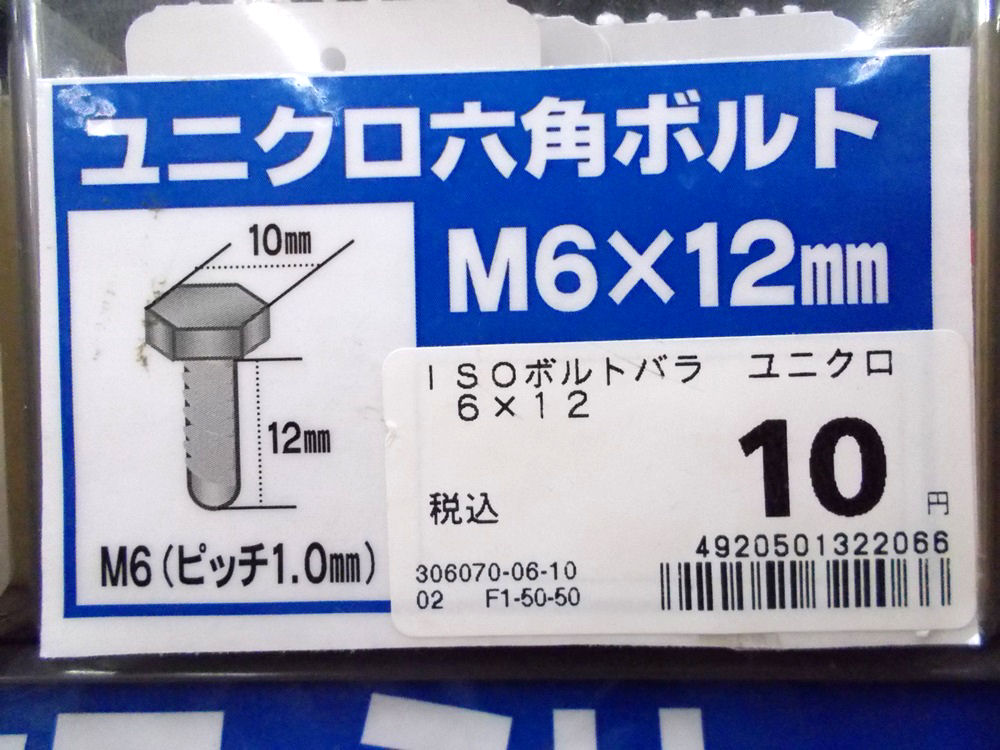 ユニクロ六角ボルト
M6×12mm
10mm
12mm
M6(ピッチ1.0mm)
ISOボルトバラ ユニクロ
6×12
10
税込 円
4920501322066
306070-06-10
02 F1-50-50